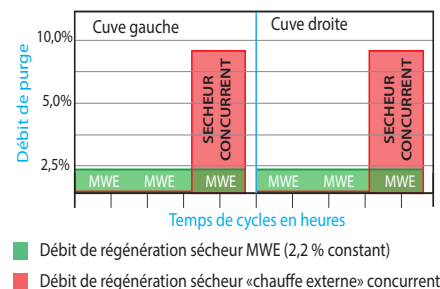 Cuve gauche
Cuve droite
10,0%
5,0%
2,5%
Débit de purge
SECHEUR
CONCURRENT
SECHEUR
CONCURRENT
MWE MWE MWE MWE MWE MWE
Temps de cycles en heures
Débit de régénération sécheur MWE (2,2 % constant)
Débit de régénération sécheur «chauffe externe» concurrent